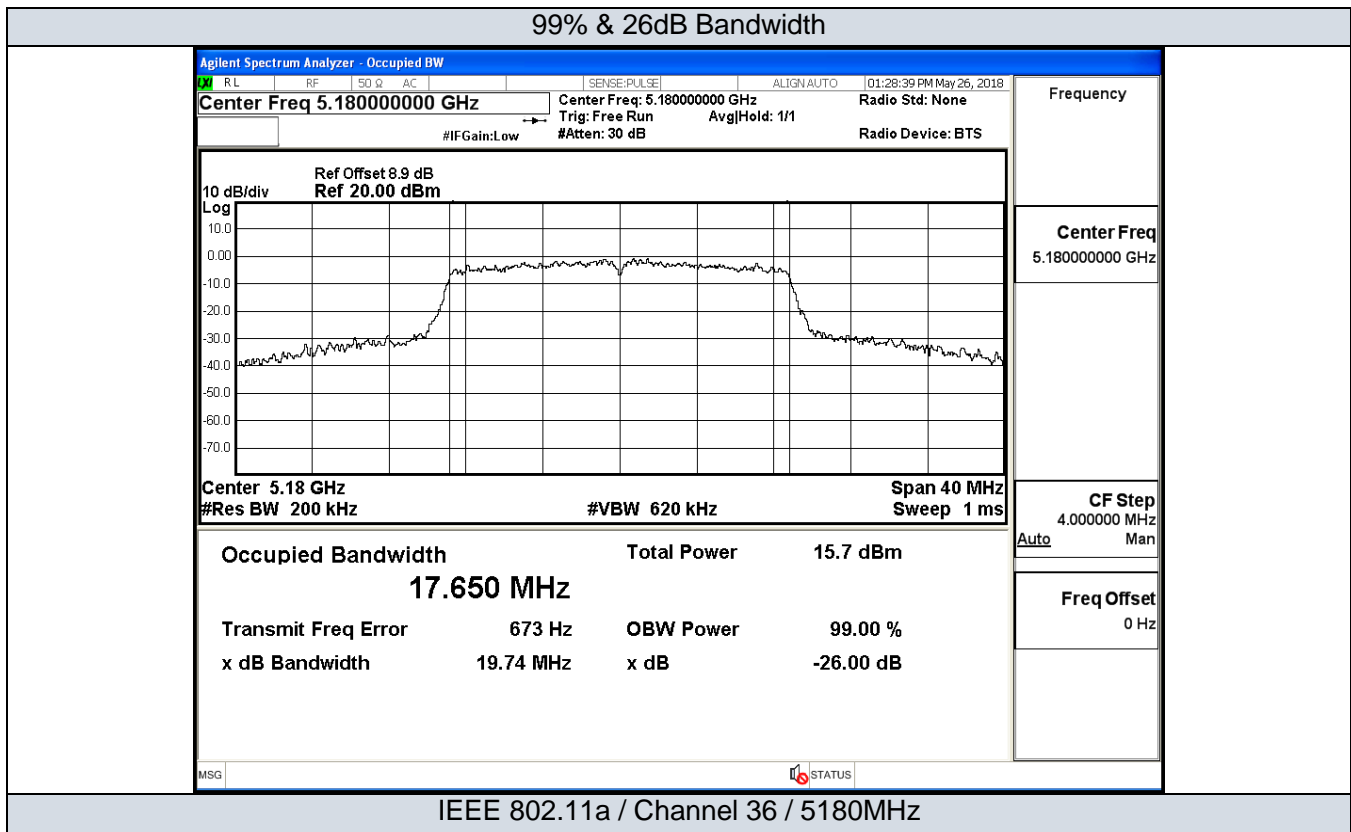 99% & 26dB Bandwidth
Agilent Spectrum Analyzer - Occupied BW
LXI RL RF 50 Ω AC SENSE:PULSE ALIGNAUTO 01:28:39 PM May 26, 2018
Center Freq 5.180000000 GHz Center Freq: 5.180000000 GHz Radio Std: None
Trig: Free Run Avg|Hold: 1/1
#IFGain:Low #Atten: 30 dB Radio Device: BTS
Ref Offset 8.9 dB
10 dB/div Ref 20.00 dBm
Log
10.0
0.00
-10.0
-20.0
-30.0
-40.0
-50.0
-60.0
-70.0
Center 5.18 GHz Span 40 MHz
#Res BW 200 kHz #VBW 620 kHz Sweep 1 ms
Occupied Bandwidth Total Power 15.7 dBm
17.650 MHz
Transmit Freq Error 673 Hz OBW Power 99.00 %
x dB Bandwidth 19.74 MHz x dB -26.00 dB
MSG STATUS
Frequency
Center Freq
5.180000000 GHz
CF Step
4.000000 MHz
Auto Man
Freq Offset
0 Hz
IEEE 802.11a / Channel 36 / 5180MHz